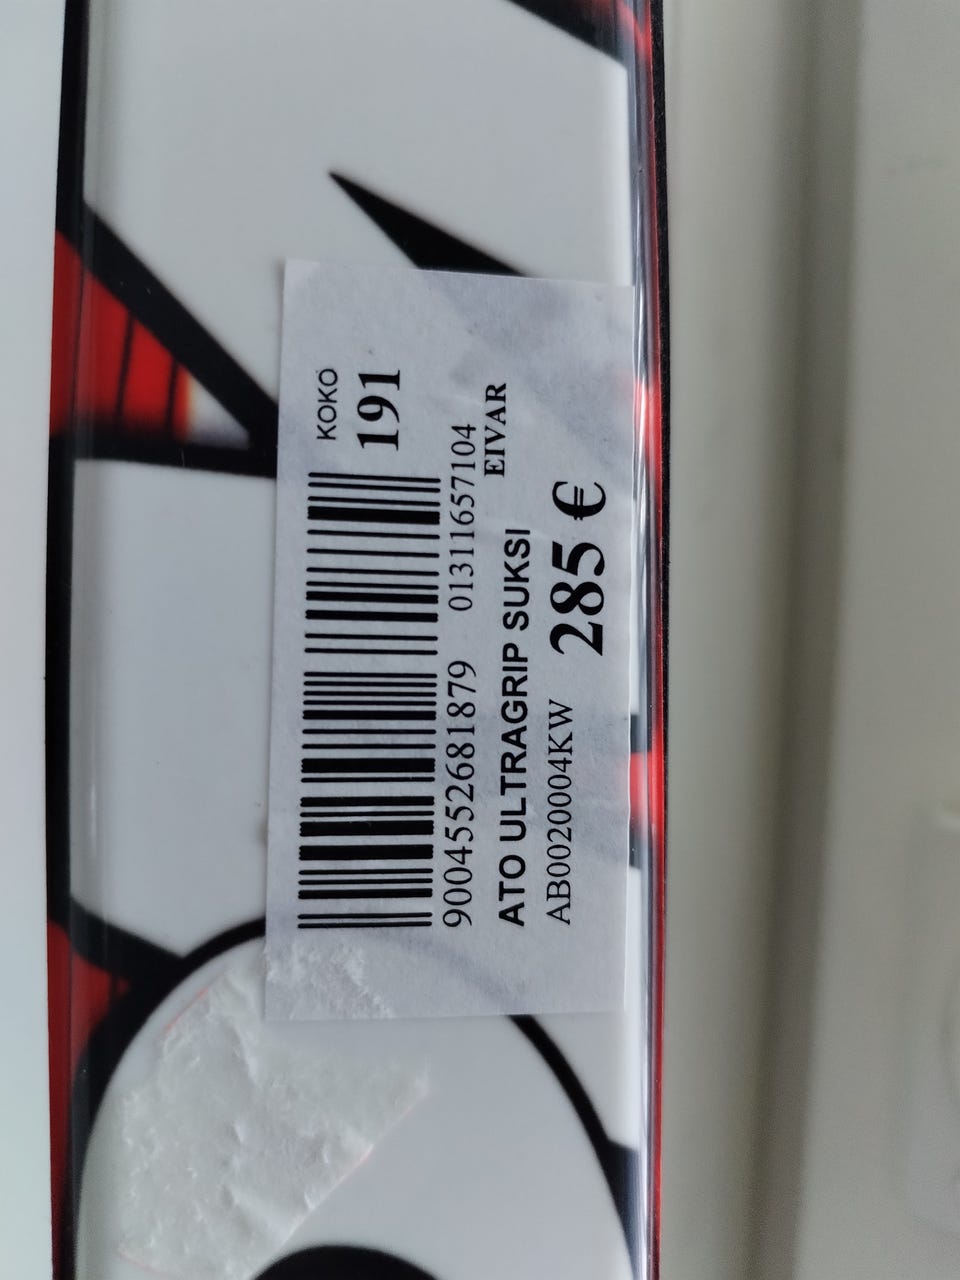 KOKO
191
9004552681879 01311657104
EIVAR
ATO ULTRAGRIP SUKSI
AB0020004KW 285 €